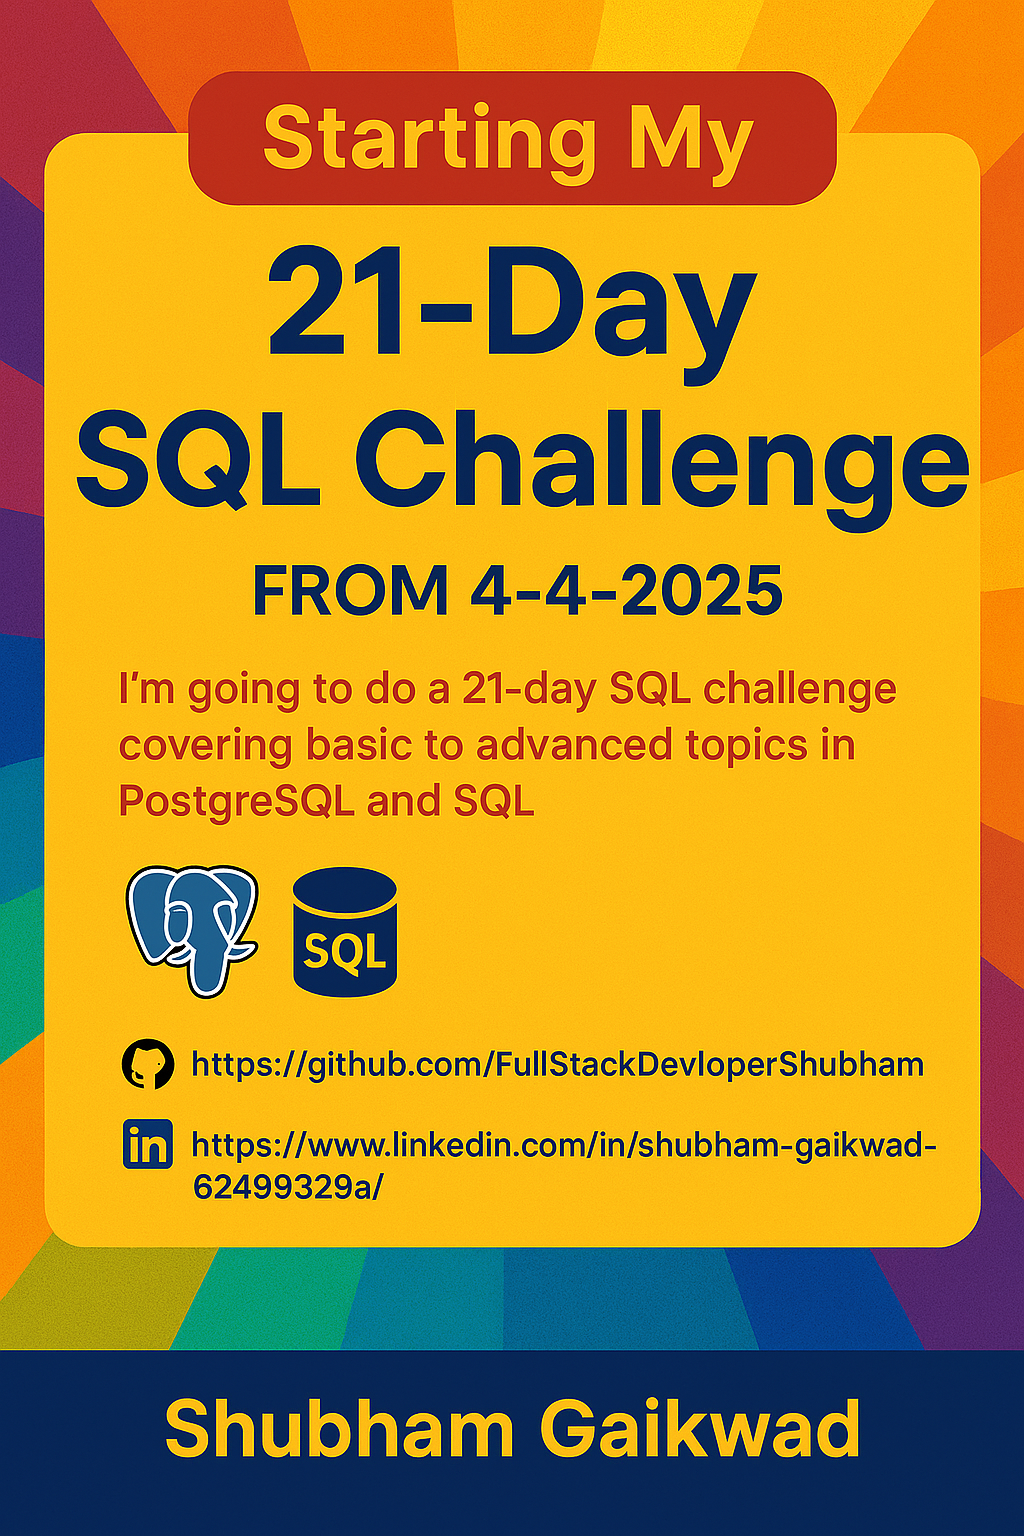 Starting My
21-Day
SQL Challenge
FROM 4-4-2025
I'm going to do a 21-day SQL challenge
covering basic to advanced topics in
PostgreSQL and SQL
SQL
https://github.com/FullStackDevloperShubham
in https://www.linkedin.com/in/shubham-gaikwad-
62499329a/
Shubham Gaikwad